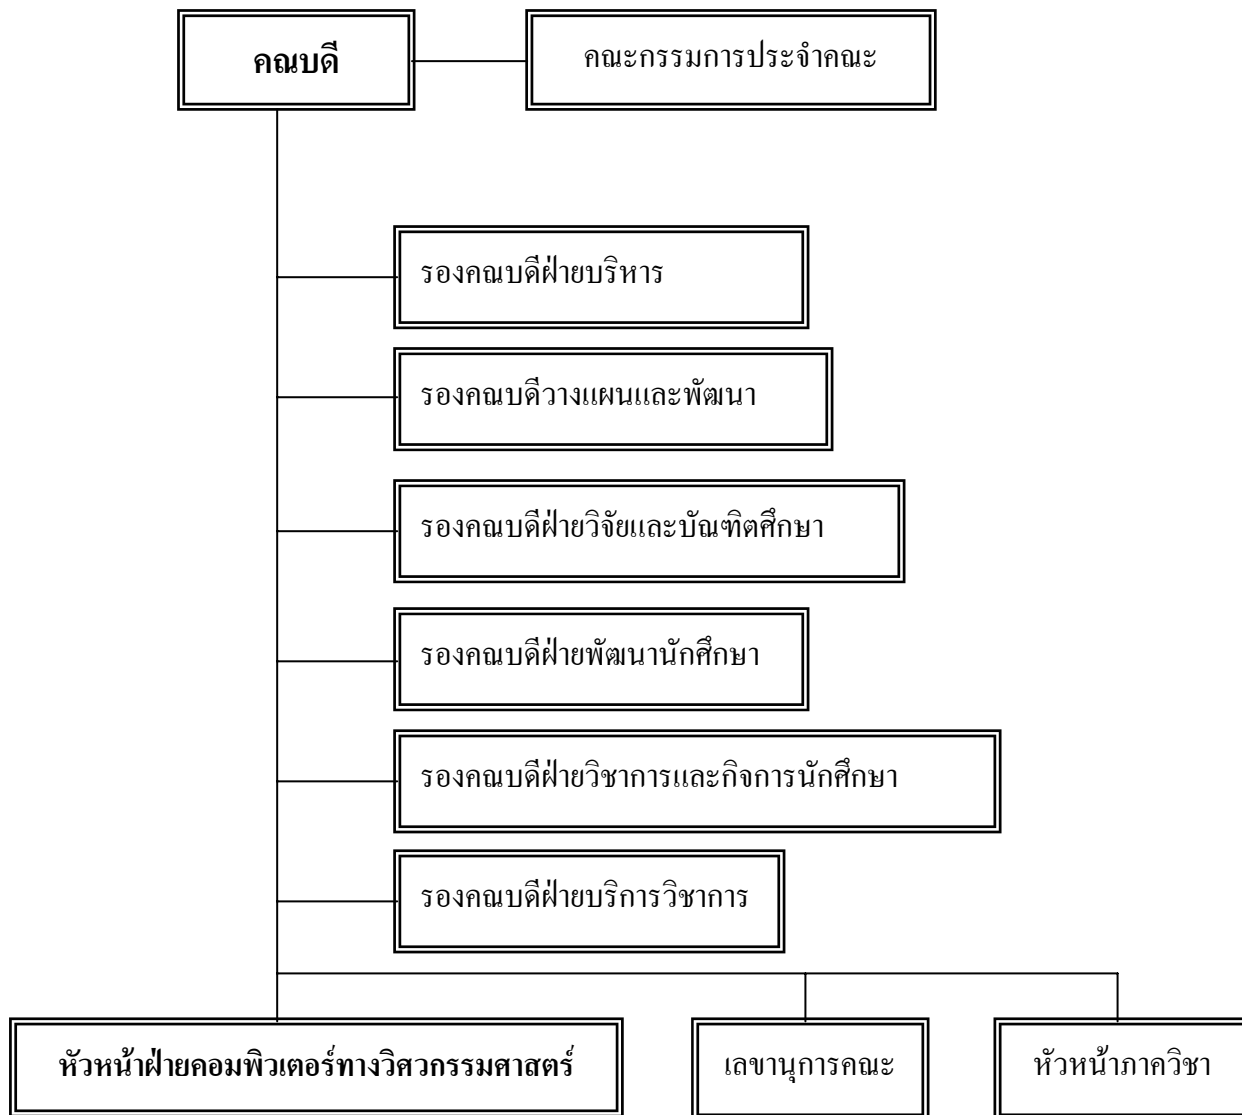 คณบดี
คณะกรรมการประจำคณะ
รองคณบดีฝ่ายบริหาร
รองคณบดีวางแผนและพัฒนา
รองคณบดีฝ่ายวิจัยและบัณฑิตศึกษา
รองคณบดีฝ่ายพัฒนานักศึกษา
รองคณบดีฝ่ายวิชาการและกิจการนักศึกษา
รองคณบดีฝ่ายบริการวิชาการ
หัวหน้าฝ่ายคอมพิวเตอร์ทางวิศวกรรมศาสตร์
เลขานุการคณะ
หัวหน้าภาควิชา